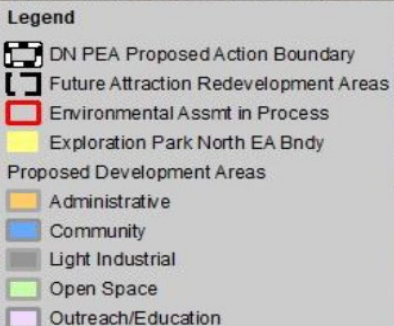 Legend
DN PEA Proposed Action Boundary
Future Attraction Redevelopment Areas
Environmental Assmt in Process
Exploration Park North EA Bndy
Proposed Development Areas
Administrative
Community
Light Industrial
Open Space
Outreach/Education